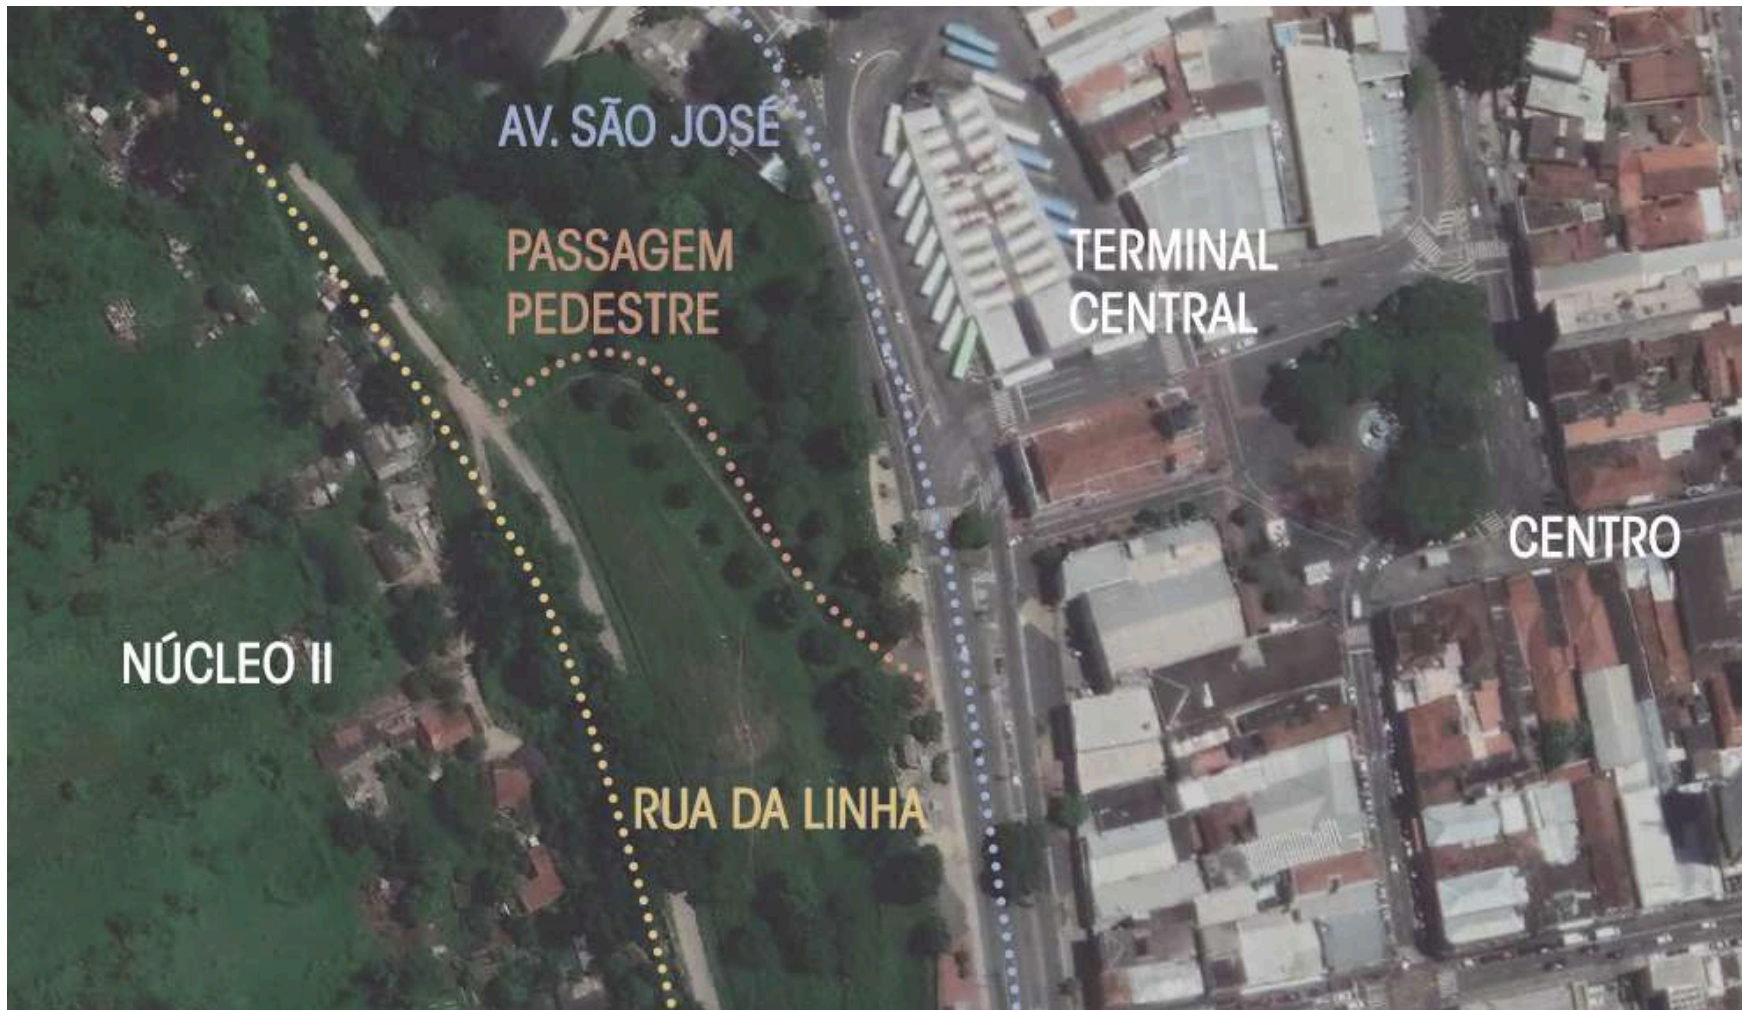 AV. SÃO JOSÉ
PASSAGEM
PEDESTRE
TERMINAL
CENTRAL
CENTRO
NÚCLEO II
RUA DA LINHA